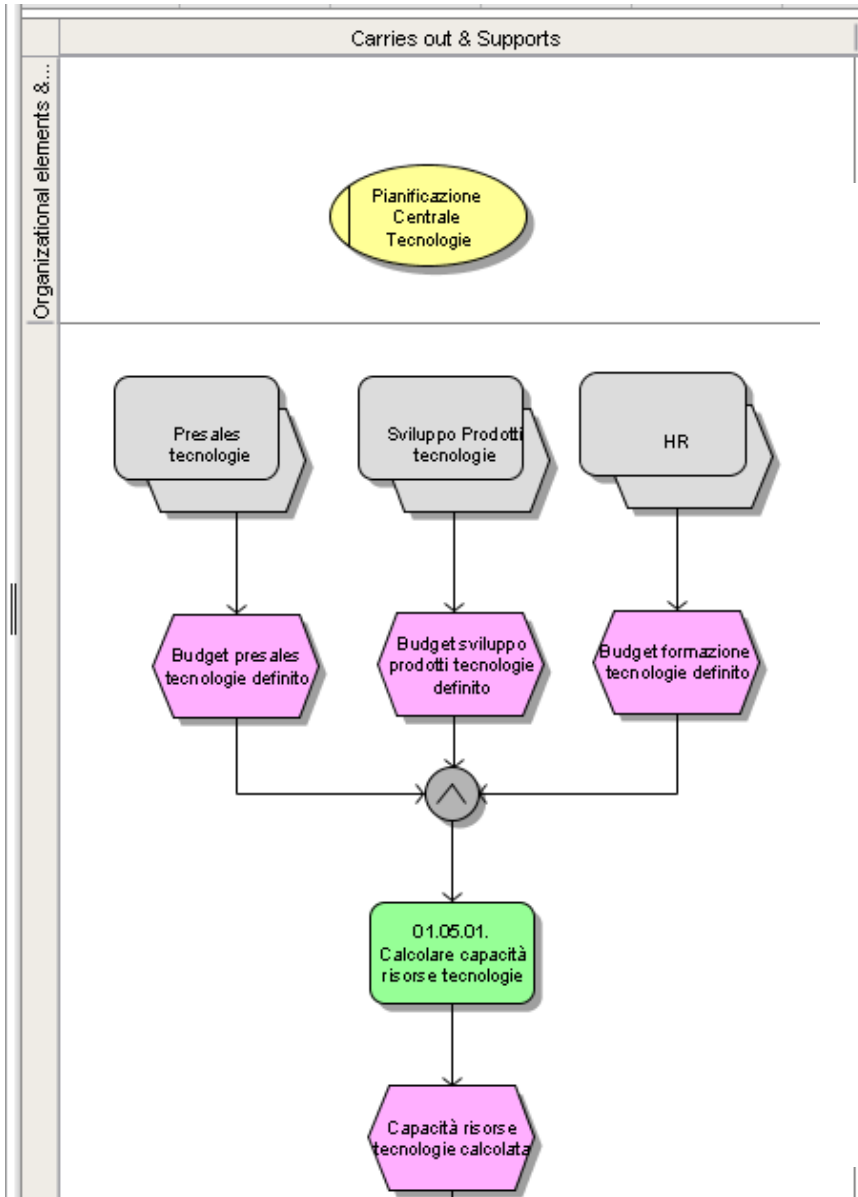 Carries out & Supports
Organizational elements &...
Pianificazione
Centrale
Tecnologie
Presales
tecnologie
Sviluppo Prodotti
tecnologie
HR
Budget presales
tecnologie definito
Budget sviluppo
prodotti tecnologie
definito
Budget formazione
tecnologie definito
01.05.01.
Calcolare capacità
risorse tecnologie
Capacità risorse
tecnologie calcolata